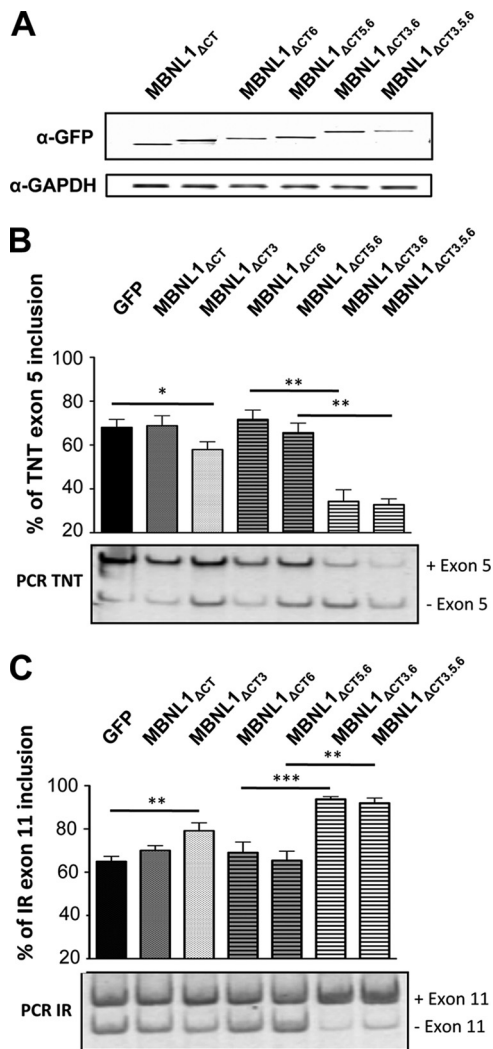 A
MBNL1ΔCT
MBNL1ΔCT6
MBNL1ΔCT5.6
MBNL1ΔCT3.6
MBNL1ΔCT3.5.6
α-GFP
α-GAPDH
B
GFP
MBNL1ΔCT
MBNL1ΔCT3
MBNL1ΔCT6
MBNL1ΔCT5.6
MBNL1ΔCT3.6
MBNL1ΔCT3.5.6
% of TNT exon 5 inclusion
100
80
60
40
20
*
**
**
PCR TNT
+ Exon 5
- Exon 5
C
GFP
MBNL1ΔCT
MBNL1ΔCT3
MBNL1ΔCT6
MBNL1ΔCT5.6
MBNL1ΔCT3.6
MBNL1ΔCT3.5.6
% of IR exon 11 inclusion
100
80
60
40
20
**
***
**
PCR IR
+ Exon 11
- Exon 11